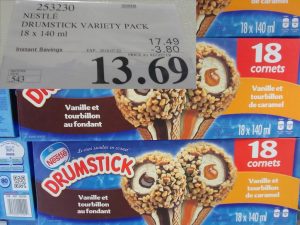 253230
NESTLÉ
DRUMSTICK VARIETY PACK
18 x 140 ml
17.49
Instant Savings
3.80
13.69
543
18
cornets
DRUMSTICK
Vanille et
tourbillon
au fondant
Vanille et
tourbillon
de caramel
18 x 140 ml
Nestlé
DRUMSTICK
18
cornets
Vanille et
tourbillon
au fondant
Vanille et
tourbillon
de caramel
18 x 140 ml